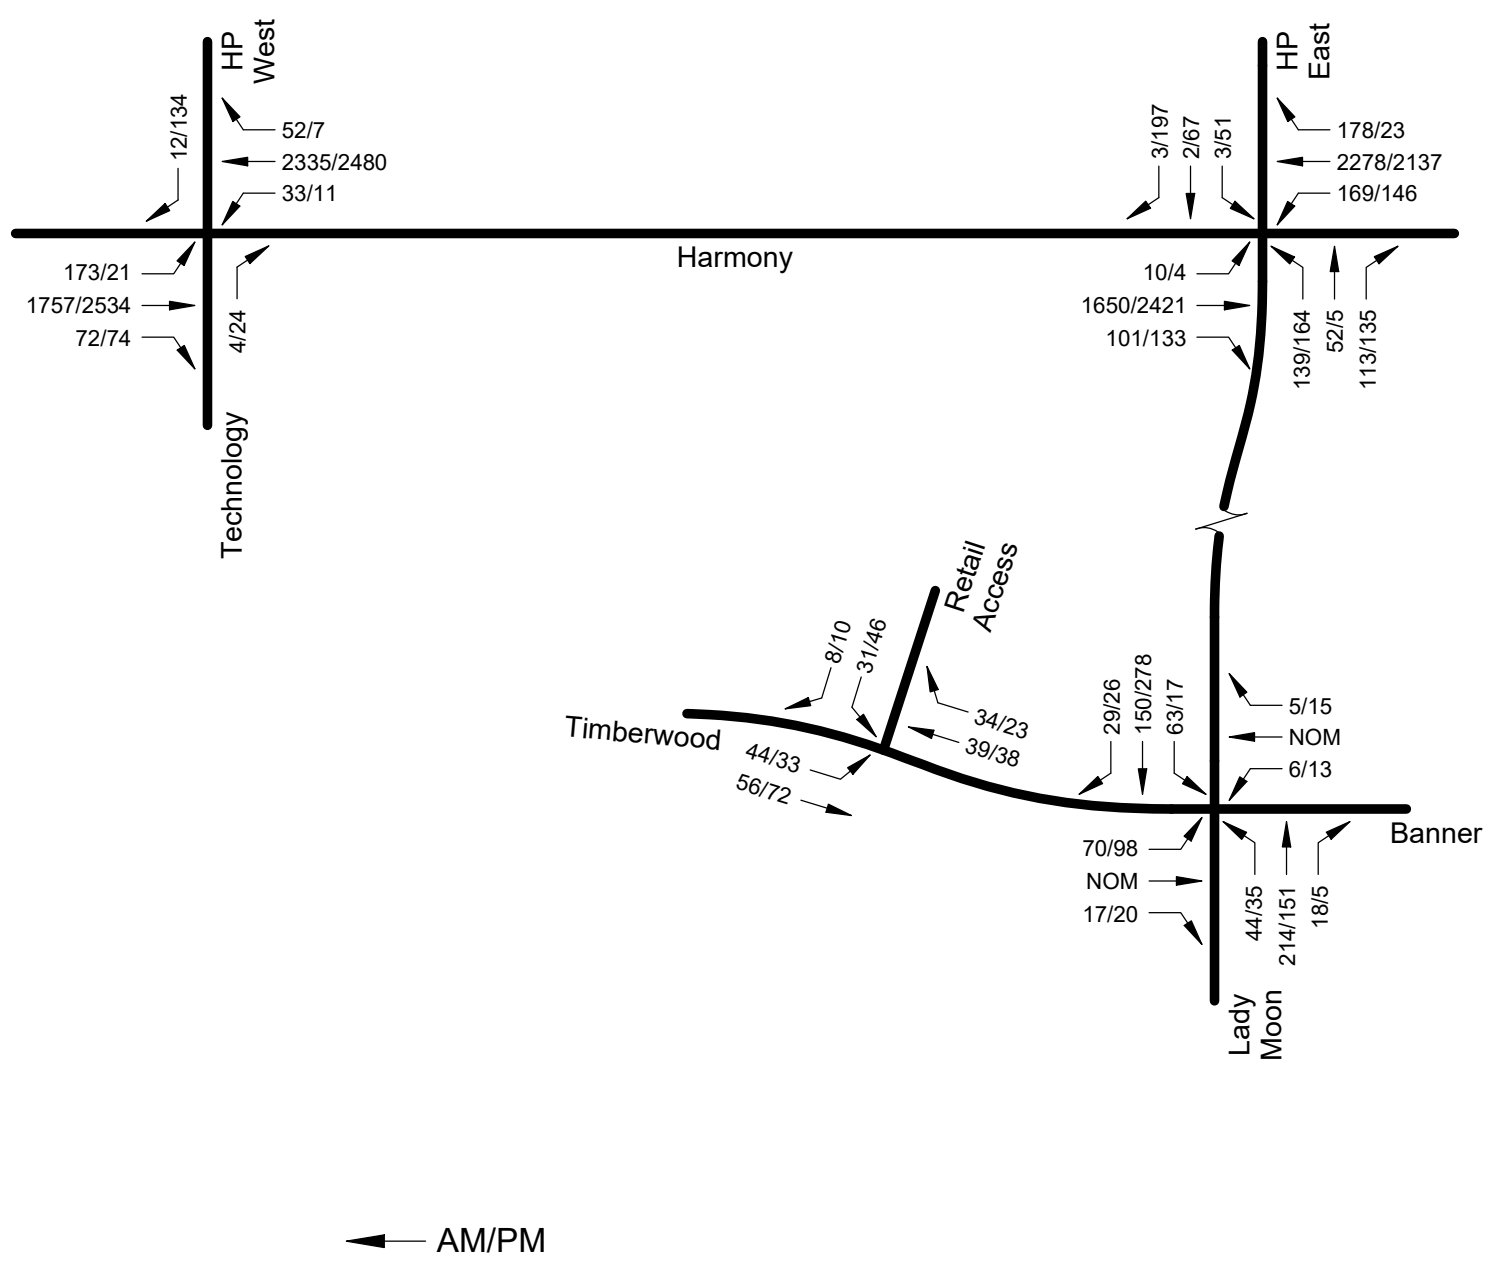 HP
West
12/134
52/7
2335/2480
33/11
173/21
1757/2534
72/74
4/24
Technology
Harmony
HP
East
3/197
2/67
3/51
178/23
2278/2137
169/146
10/4
1650/2421
101/133
139/164
52/5
113/135
Retail
Access
8/10
31/46
34/23
39/38
Timberwood
44/33
56/72
29/26
150/278
63/17
5/15
NOM
6/13
Banner
70/98
NOM
17/20
44/35
214/151
18/5
Lady
Moon
AM/PM